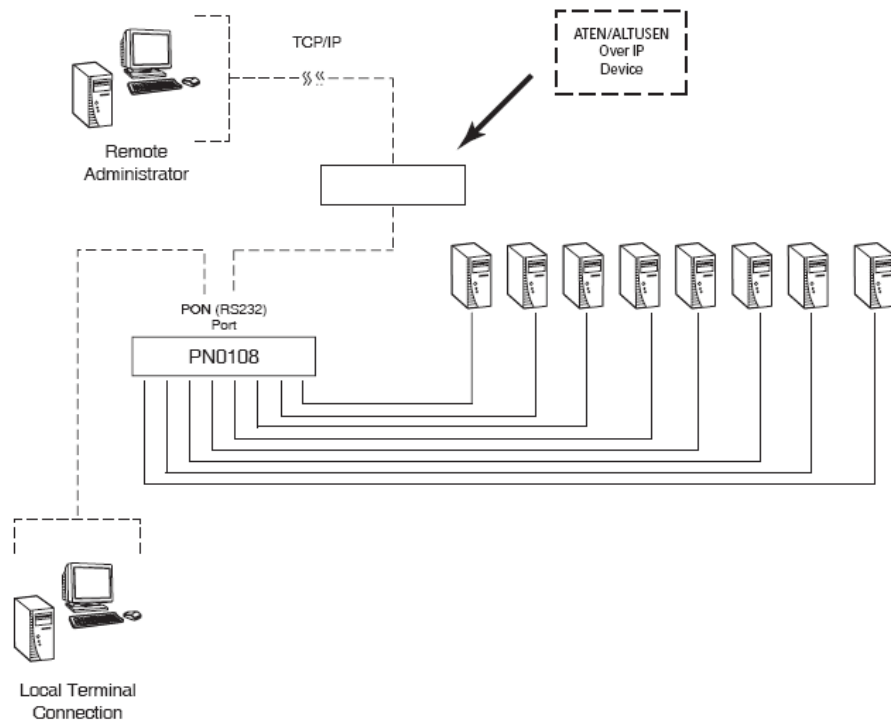 TCP/IP
ATEN/ALTUSEN
Over IP
Device
Remote
Administrator
PON (RS232)
Port
PN0108
Local Terminal
Connection